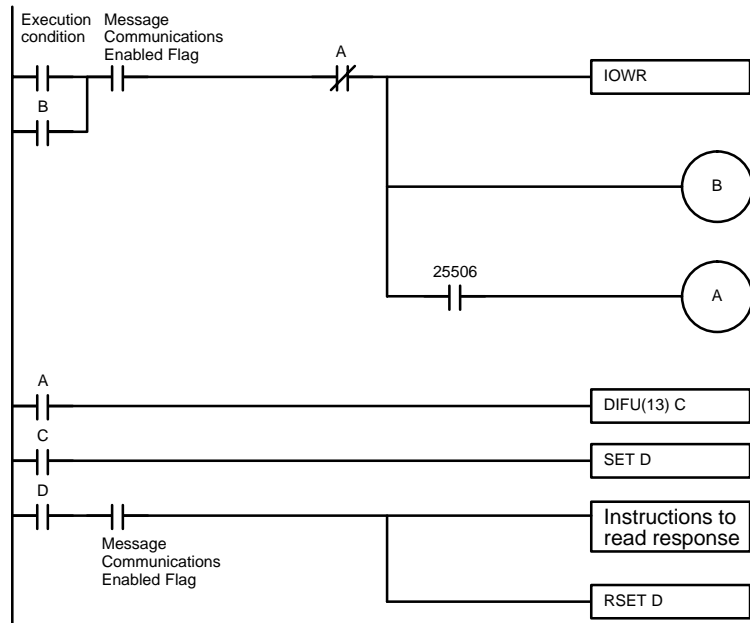 Execution
condition
Message
Communications
Enabled Flag
A
IOWR
B
B
25506
A
A
DIFU(13) C
C
SET D
D
Message
Communications
Enabled Flag
Instructions to
read response
RSET D